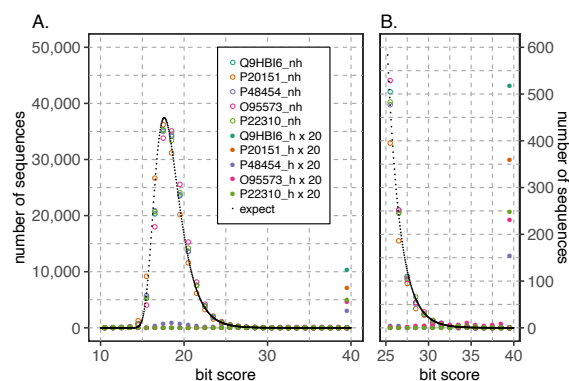 A.
B.
50,000
40,000
30,000
20,000
10,000
0
number of sequences
10
20
30
40
bit score
Q9HBI6_nh
P20151_nh
P48454_nh
O95573_nh
P22310_nh
Q9HBI6_h x 20
P20151_h x 20
P48454_h x 20
O95573_h x 20
P22310_h x 20
expect
25
30
35
40
bit score
600
500
400
300
200
100
0
number of sequences